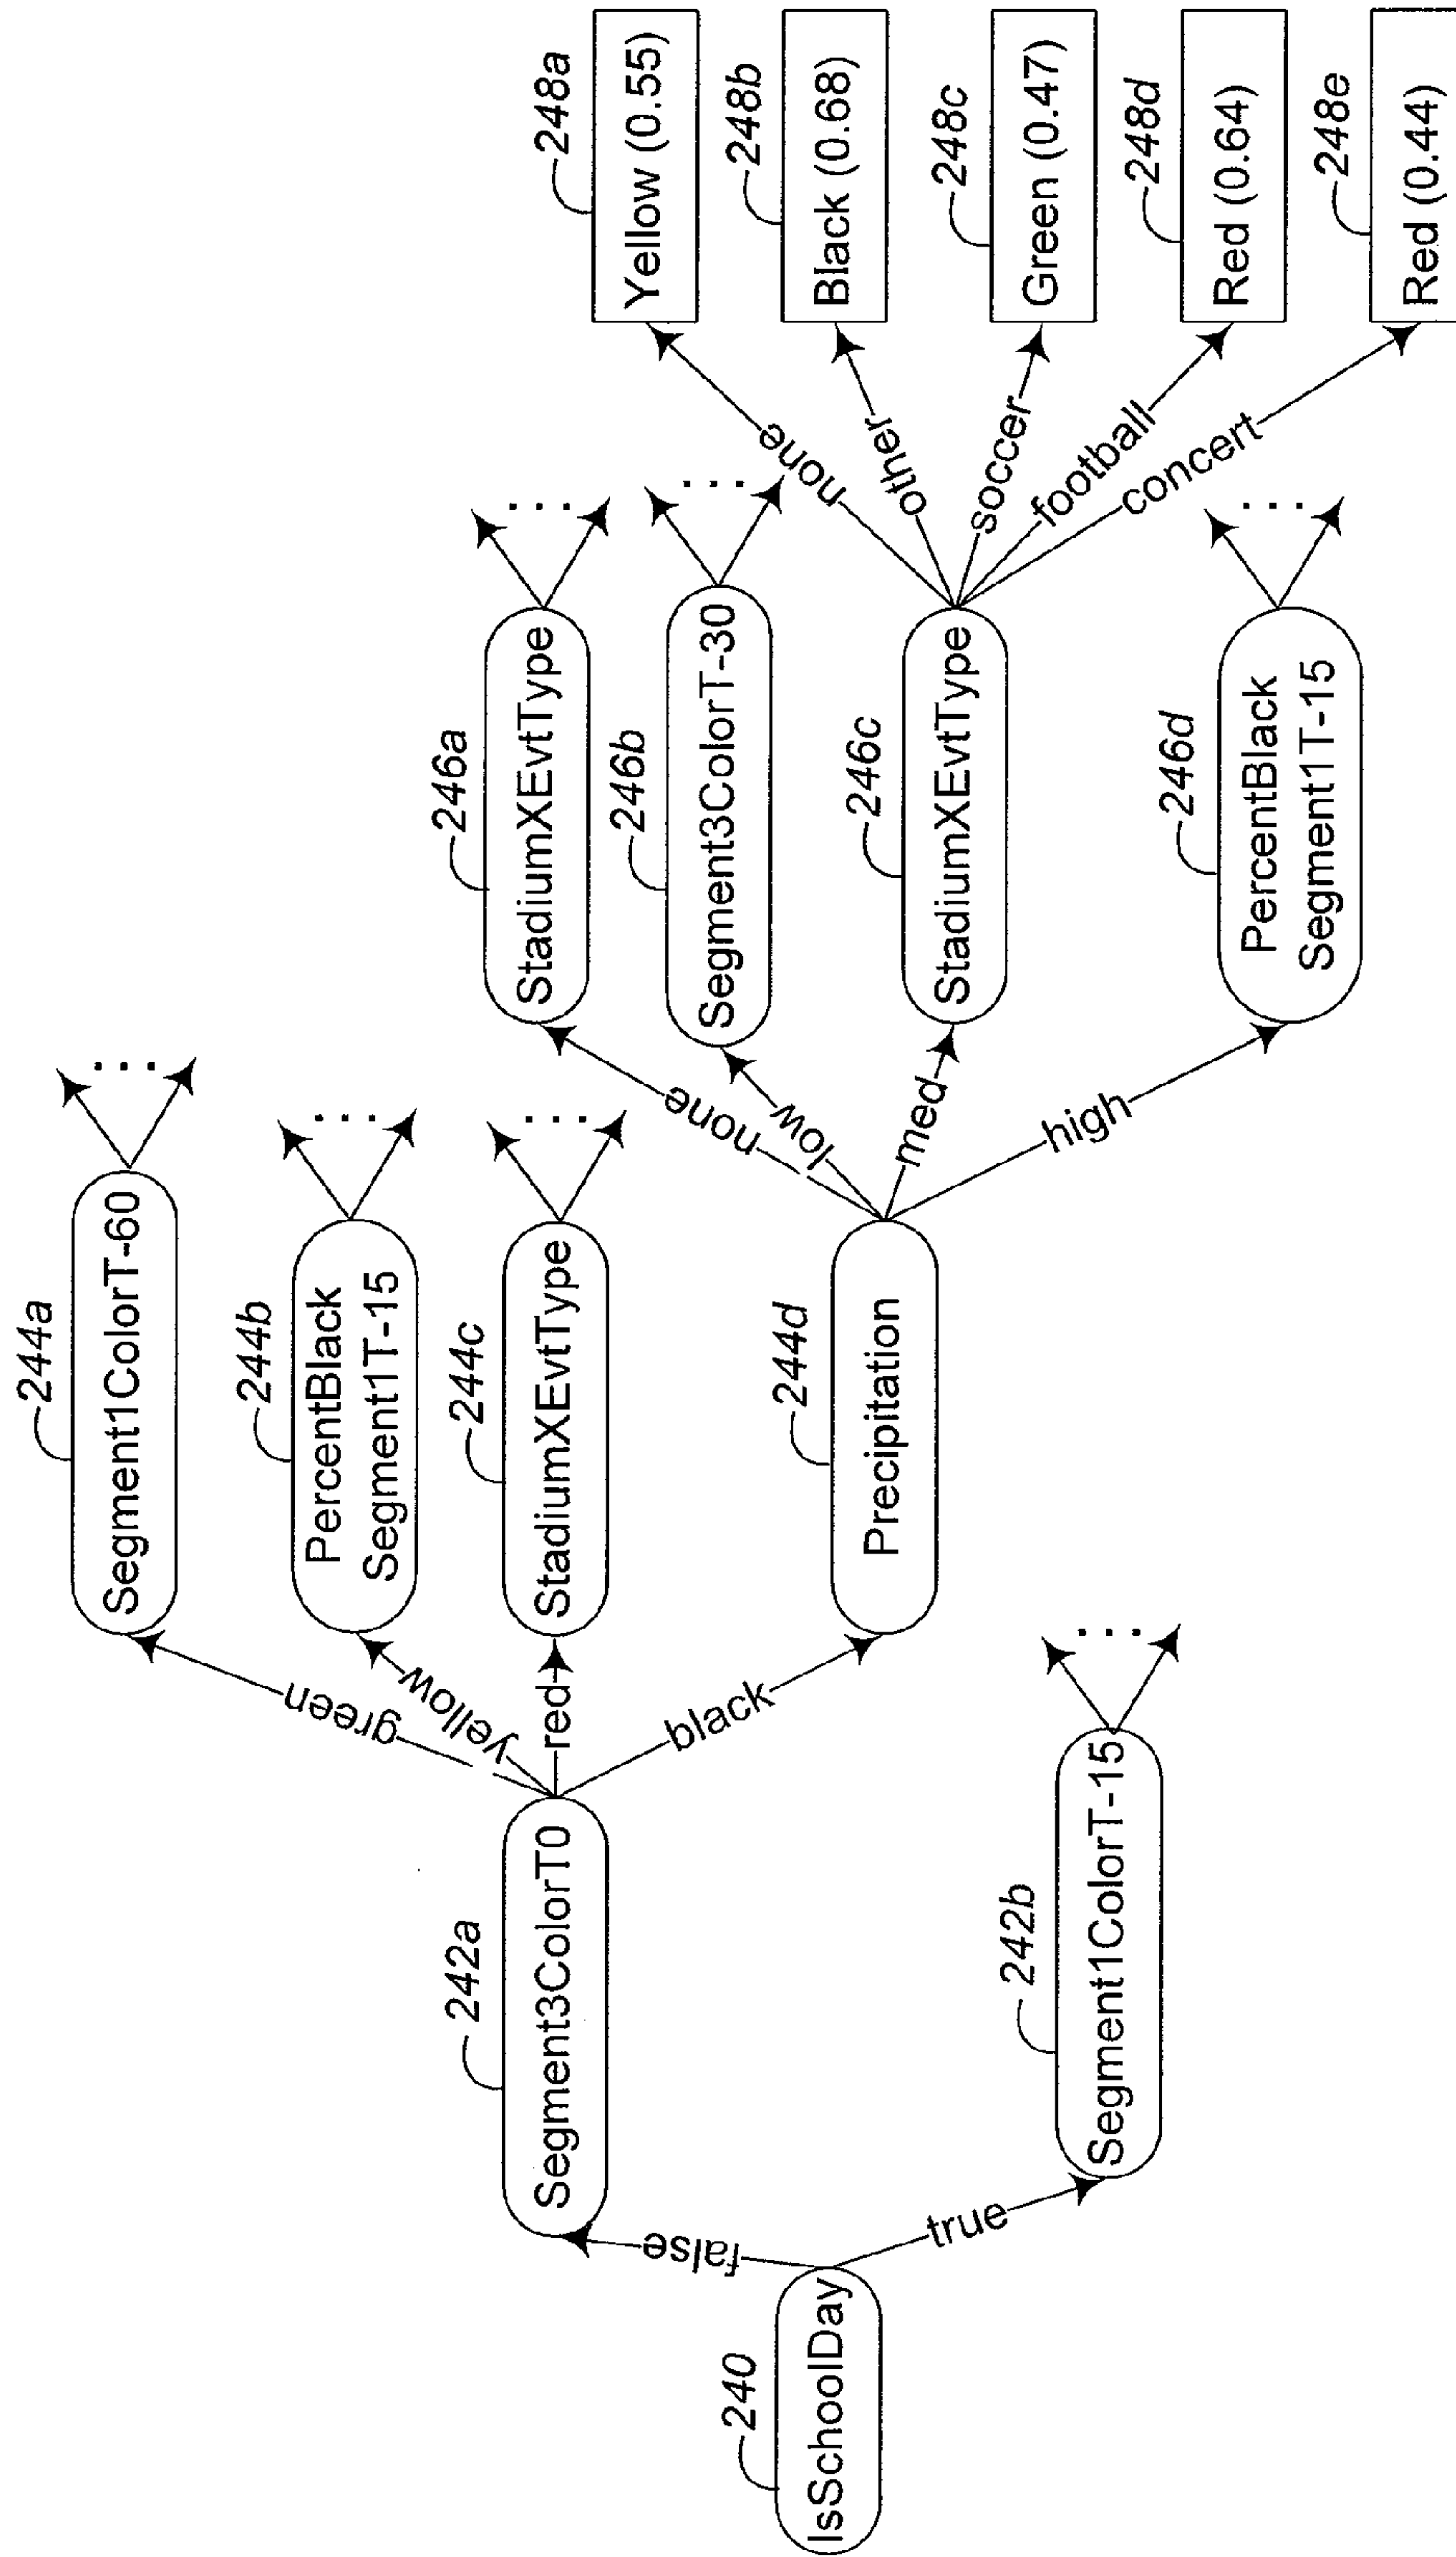 240
IsSchoolDay
false
true
242a
Segment3ColorT0
242b
Segment1ColorT-15
green
yellow
red
black
244a
Segment1ColorT-60
...
244b
PercentBlack
Segment1T-15
...
244c
StadiumXEvtType
...
244d
Precipitation
...
none
low
med
high
246a
StadiumXEvtType
...
246b
Segment3ColorT-30
...
246c
StadiumXEvtType
246d
PercentBlack
Segment1T-15
...
none
other
soccer
football
concert
248a
Yellow (0.55)
248b
Black (0.68)
248c
Green (0.47)
248d
Red (0.64)
248e
Red (0.44)